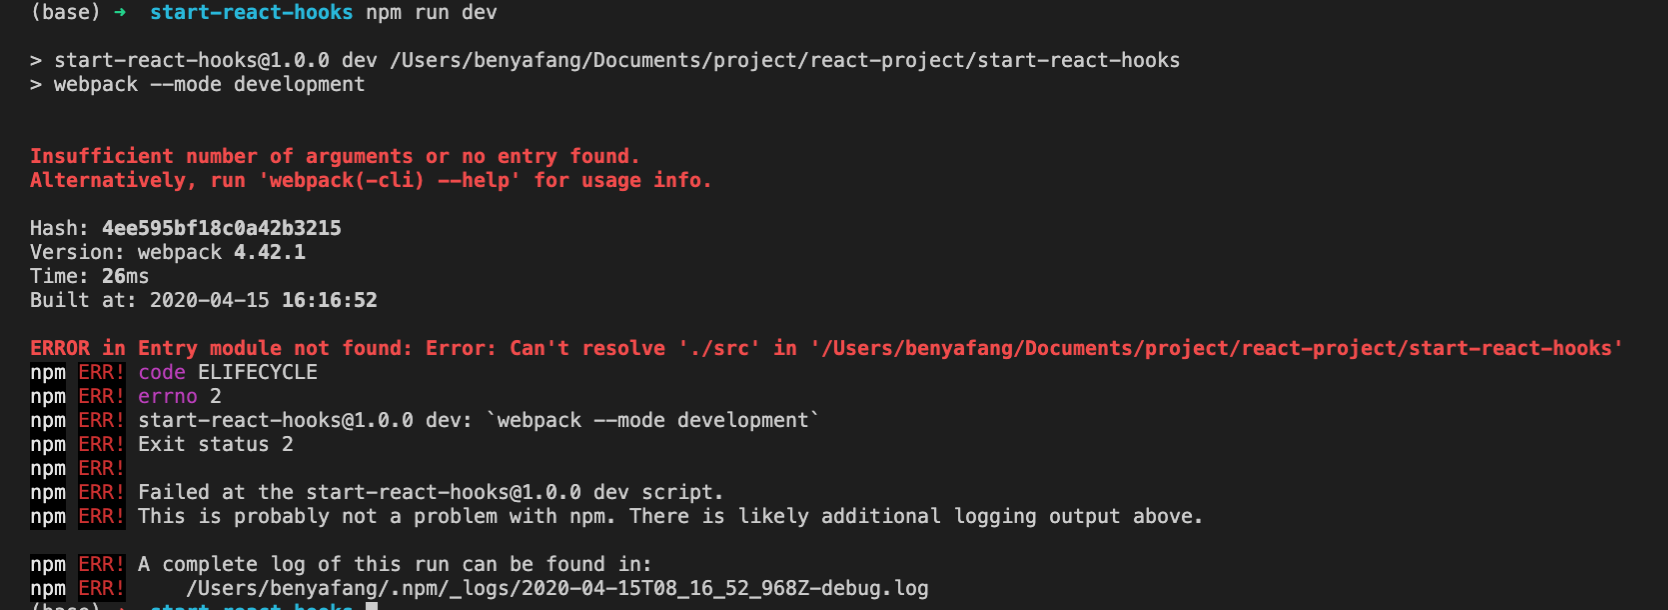 (base) → start-react-hooks npm run dev
> start-react-hooks@1.0.0 dev /Users/benyafang/Documents/project/react-project/start-react-hooks
> webpack --mode development
Insufficient number of arguments or no entry found.
Alternatively, run 'webpack(-cli) --help' for usage info.
Hash: 4ee595bf18c0a42b3215
Version: webpack 4.42.1
Time: 26ms
Built at: 2020-04-15 16:16:52
ERROR in Entry module not found: Error: Can't resolve './src' in '/Users/benyafang/Documents/project/react-project/start-react-hooks'
npm ERR! code ELIFECYCLE
npm ERR! errno 2
npm ERR! start-react-hooks@1.0.0 dev: `webpack --mode development`
npm ERR! Exit status 2
npm ERR!
npm ERR! Failed at the start-react-hooks@1.0.0 dev script.
npm ERR! This is probably not a problem with npm. There is likely additional logging output above.
npm ERR! A complete log of this run can be found in:
npm ERR!     /Users/benyafang/.npm/_logs/2020-04-15T08_16_52_968Z-debug.log
(base) → start-react-hooks